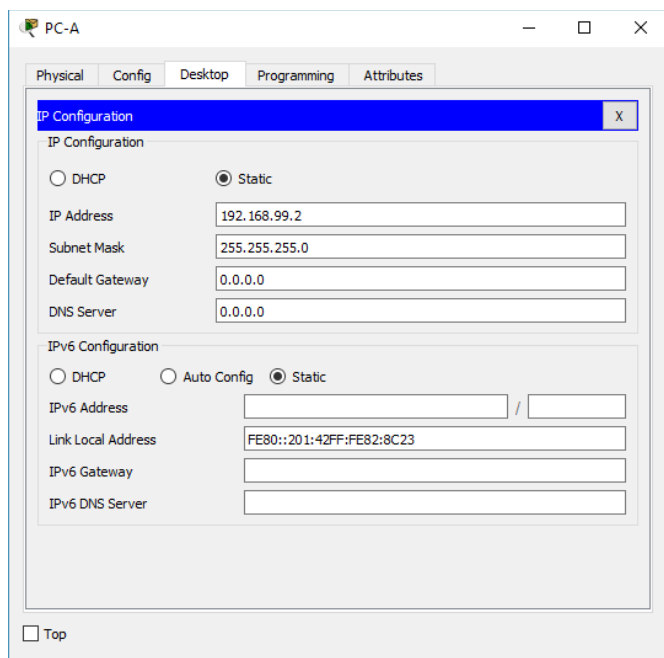 PC-A
Physical Config Desktop Programming Attributes
IP Configuration X
IP Configuration
DHCP Static
IP Address 192.168.99.2
Subnet Mask 255.255.255.0
Default Gateway 0.0.0.0
DNS Server 0.0.0.0
IPv6 Configuration
DHCP Auto Config Static
IPv6 Address /
Link Local Address FE80::201:42FF:FE82:8C23
IPv6 Gateway
IPv6 DNS Server
Top